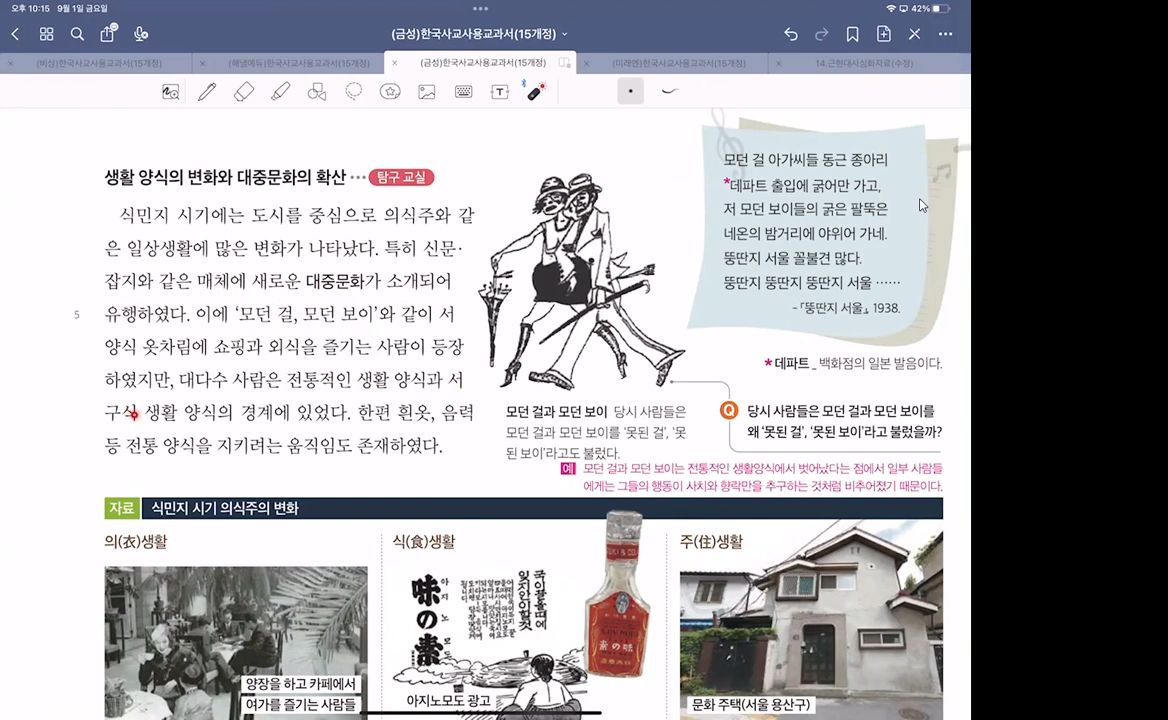 오후 10:15 9월 1일 금요일
42%
(금성)한국사교사용교과서(15개정)
(비상)한국사교사용교과서(15개정)
(해냄에듀)한국사교사용교과서(15개정)
(금성)한국사교사용교과서(15개정)
(미래엔)한국사교사용교과서(15개정)
14.근현대사심화자료(수정)
생활 양식의 변화와 대중문화의 확산 ••• 탐구 교실
식민지 시기에는 도시를 중심으로 의식주와 같
은 일상생활에 많은 변화가 나타났다. 특히 신문·
잡지와 같은 매체에 새로운 대중문화가 소개되어
5 유행하였다. 이에 ‘모던 걸, 모던 보이’와 같이 서
양식 옷차림에 쇼핑과 외식을 즐기는 사람이 등장
하였지만, 대다수 사람은 전통적인 생활 양식과 서
구식 생활 양식의 경계에 있었다. 한편 흰옷, 음력
등 전통 양식을 지키려는 움직임도 존재하였다.
모던 걸 아가씨들 둥근 종아리
*데파트 출입에 굵어만 가고,
저 모던 보이들의 굵은 팔뚝은
네온의 밤거리에 야위어 가네.
뚱딴지 서울 꼴불견 많다.
뚱딴지 뚱딴지 뚱딴지 서울 ……
-「뚱딴지 서울」, 1938.
*데파트_ 백화점의 일본 발음이다.
모던 걸과 모던 보이 당시 사람들은
모던 걸과 모던 보이를 ‘못된 걸’, ‘못
된 보이’라고도 불렀다.
Q 당시 사람들은 모던 걸과 모던 보이를
왜 ‘못된 걸’, ‘못된 보이’라고 불렀을까?
예 모던 걸과 모던 보이는 전통적인 생활양식에서 벗어났다는 점에서 일부 사람들
에게는 그들의 행동이 사치와 향락만을 추구하는 것처럼 비추어졌기 때문이다.
자료 식민지 시기 의식주의 변화
의(衣)생활
양장을 하고 카페에서
여가를 즐기는 사람들
식(食)생활
味の素
아지노모도
국이끓을때에
잊지안이할것
아지노모도 광고
素の味
주(住)생활
문화 주택(서울 용산구)